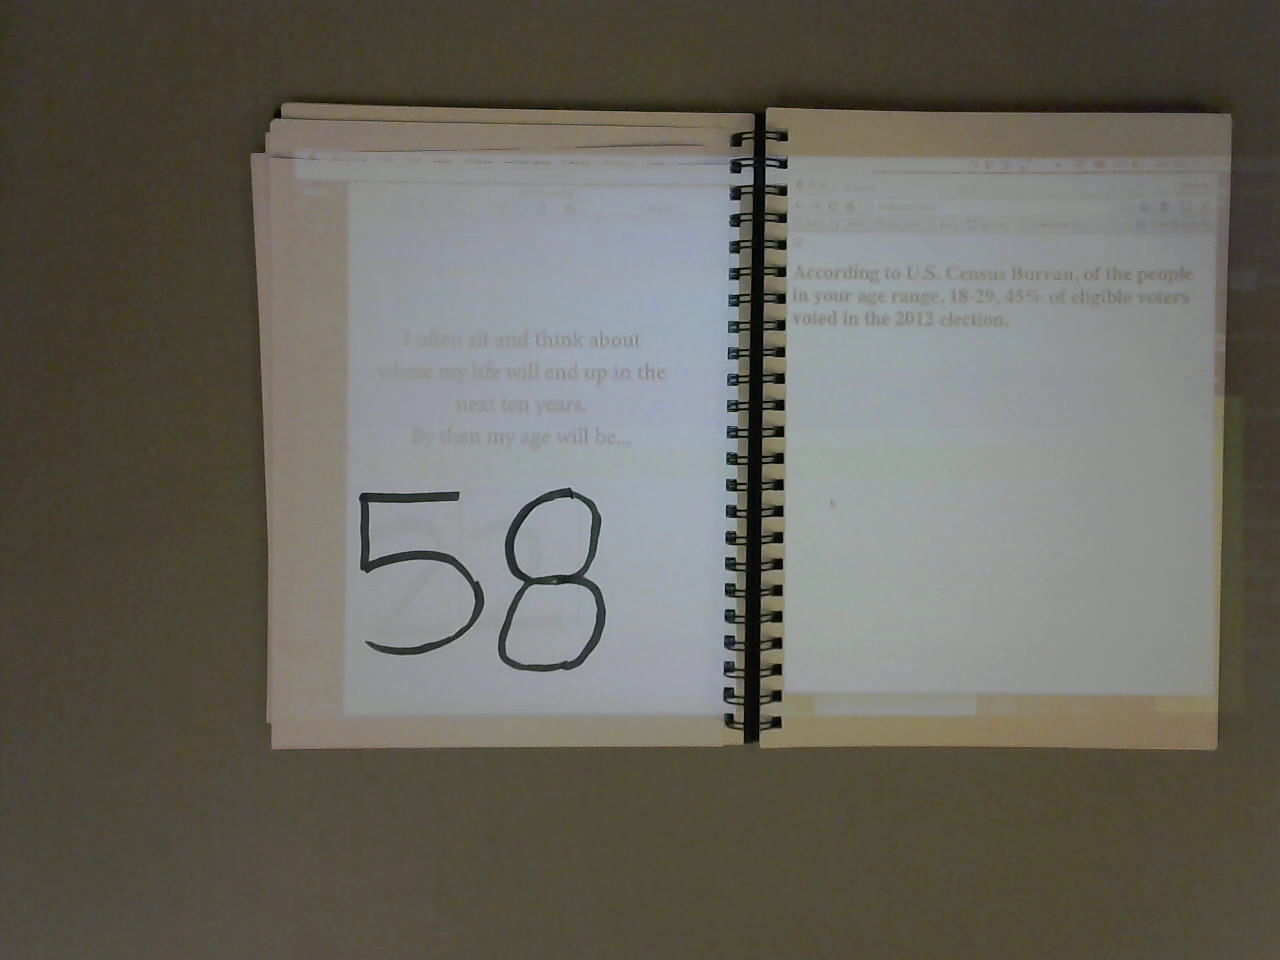 I often sit and think about
where my life will end up in the
next ten years.
By then my age will be...
58
According to U.S. Census Bureau, of the people
in your age range, 18-29, 45% of eligible voters
voted in the 2012 election.